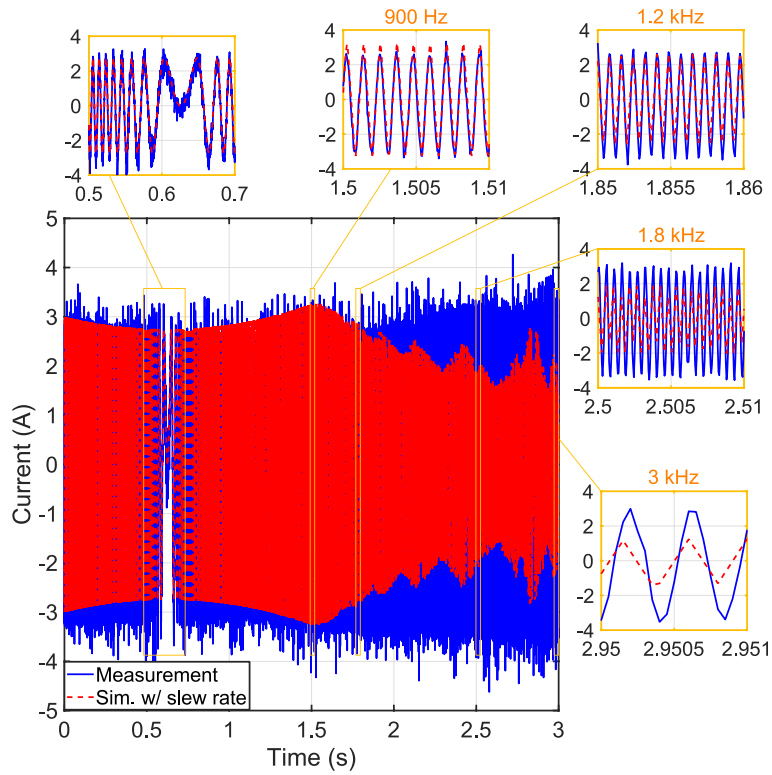 900 Hz
1.2 kHz
4
2
0
-2
-4
0.5 0.6 0.7
4
2
0
-2
-4
1.5 1.505 1.51
4
2
0
-2
-4
1.85 1.855 1.86
1.8 kHz
4
2
0
-2
-4
2.5 2.505 2.51
3 kHz
4
2
0
-2
-4
2.95 2.9505 2.951
Current (A)
5
4
3
2
1
0
-1
-2
-3
-4
-5
Measurement
Sim. w/ slew rate
0 0.5 1 1.5 2 2.5 3
Time (s)